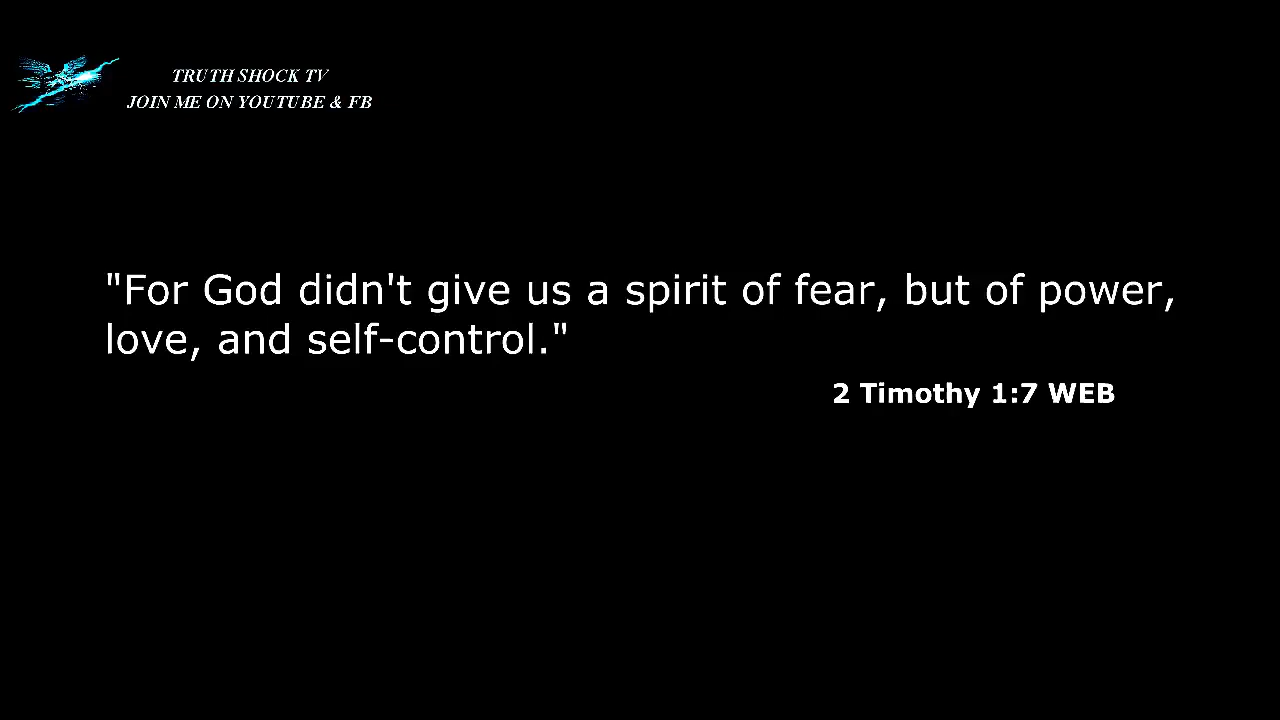 TRUTH SHOCK TV
JOIN ME ON YOUTUBE & FB
"For God didn't give us a spirit of fear, but of power,
love, and self-control."
2 Timothy 1:7 WEB